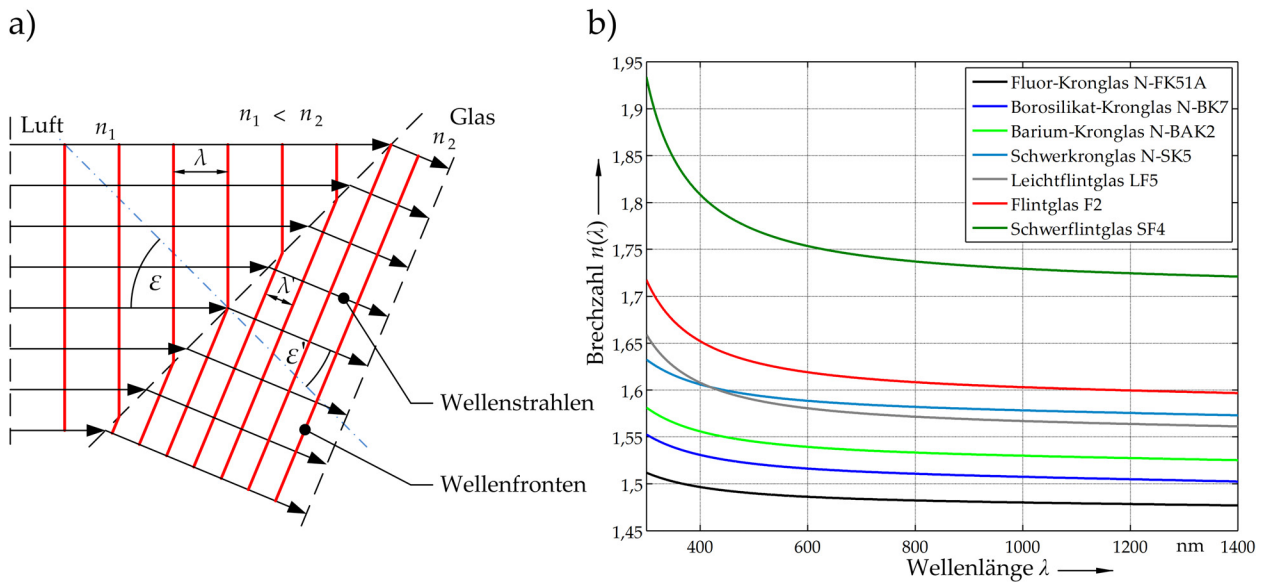 a)
Luft
n₁
n₁ < n₂
Glas
n₂
λ
ε
λ'
ε'
Wellenstrahlen
Wellenfronten
b)
Brechzahl n(λ)
1,95
1,9
1,85
1,8
1,75
1,7
1,65
1,6
1,55
1,5
1,45
Fluor-Kronglas N-FK51A
Borosilikat-Kronglas N-BK7
Barium-Kronglas N-BAK2
Schwerkronglas N-SK5
Leichtflintglas LF5
Flintglas F2
Schwerflintglas SF4
400 600 800 1000 1200 nm 1400
Wellenlänge λ